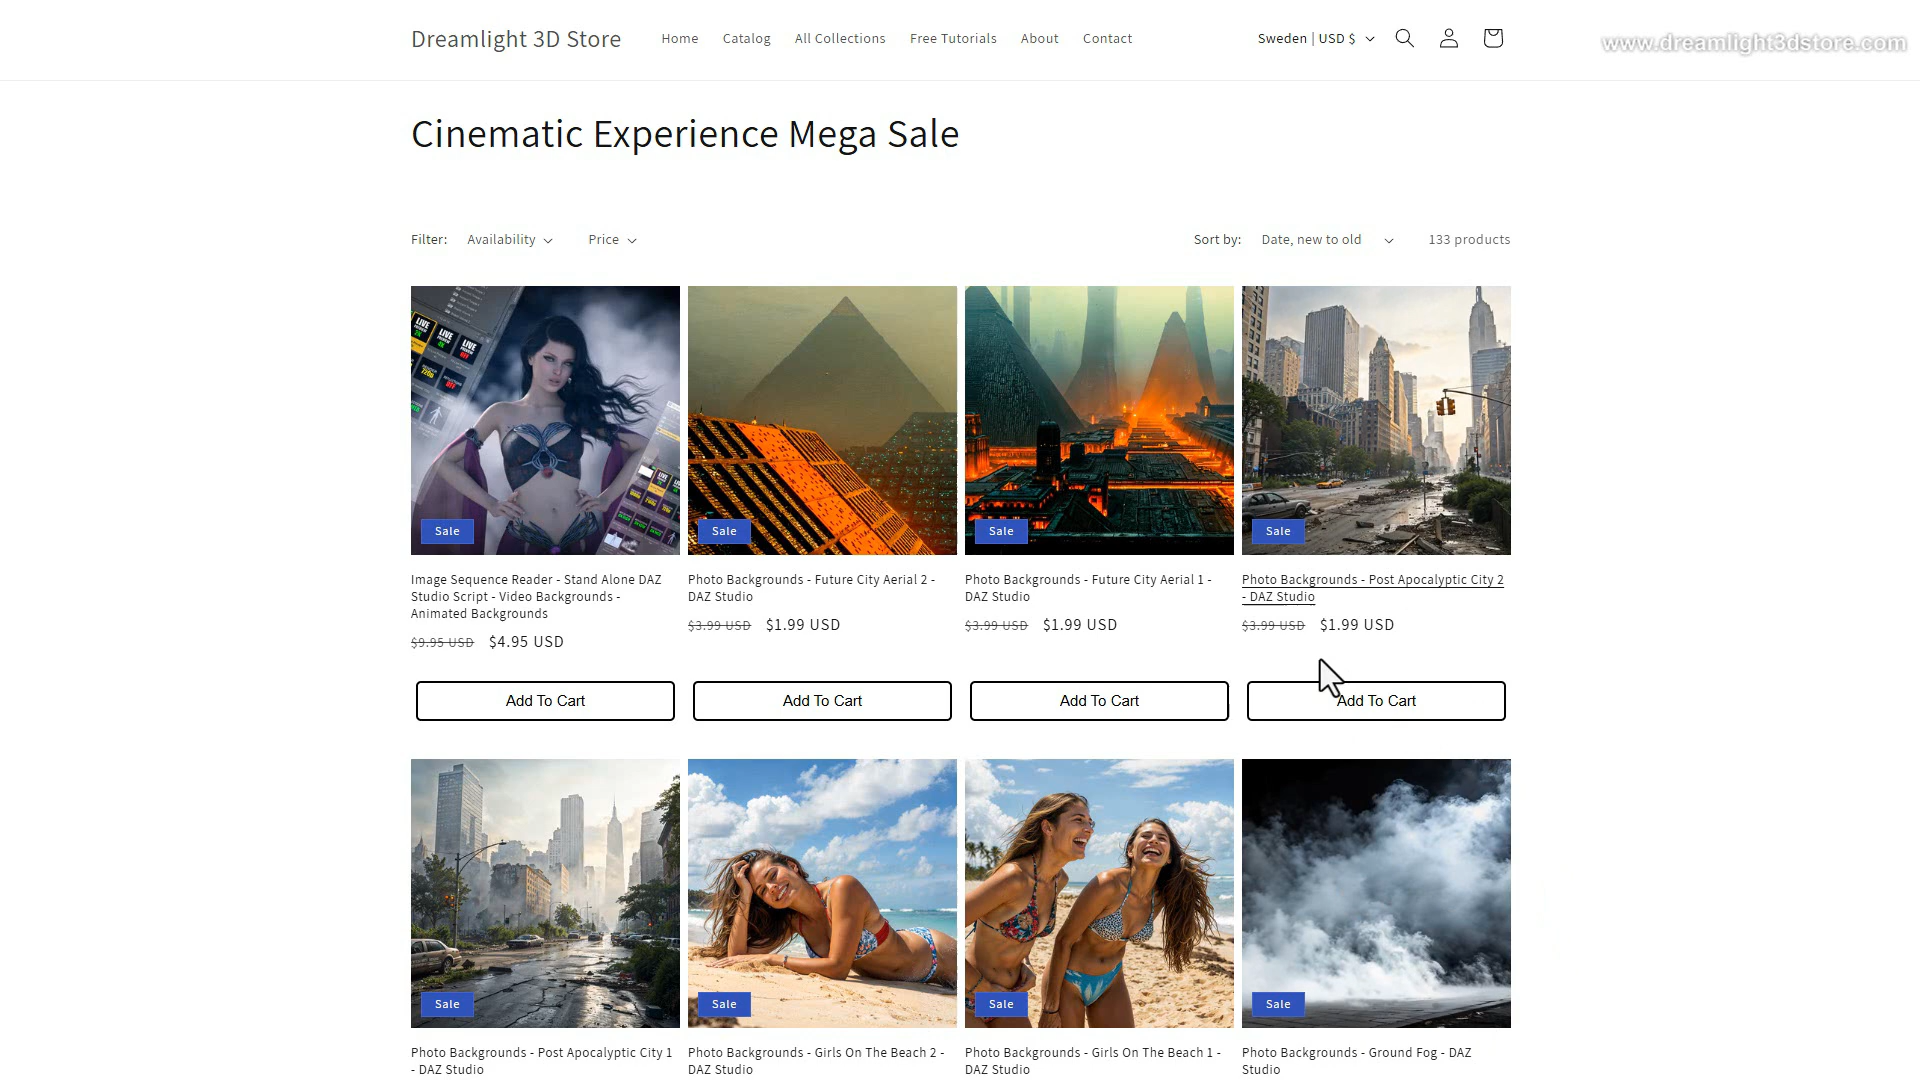 Dreamlight 3D Store
Home
Catalog
All Collections
Free Tutorials
About
Contact
Sweden | USD $
www.dreamlight3dstore.com
Cinematic Experience Mega Sale
Filter:
Availability
Price
Sort by:
Date, new to old
133 products
LIVE
LIVE
LIVE
Sale
Sale
Sale
Sale
Image Sequence Reader - Stand Alone DAZ
Studio Script - Video Backgrounds -
Animated Backgrounds
$9.95 USD $4.95 USD
Photo Backgrounds - Future City Aerial 2 -
DAZ Studio
$3.99 USD $1.99 USD
Photo Backgrounds - Future City Aerial 1 -
DAZ Studio
$3.99 USD $1.99 USD
Photo Backgrounds - Post Apocalyptic City 2
- DAZ Studio
$3.99 USD $1.99 USD
Add To Cart
Add To Cart
Add To Cart
Add To Cart
Sale
Sale
Sale
Sale
Photo Backgrounds - Post Apocalyptic City 1
- DAZ Studio
Photo Backgrounds - Girls On The Beach 2 -
DAZ Studio
Photo Backgrounds - Girls On The Beach 1 -
DAZ Studio
Photo Backgrounds - Ground Fog - DAZ
Studio